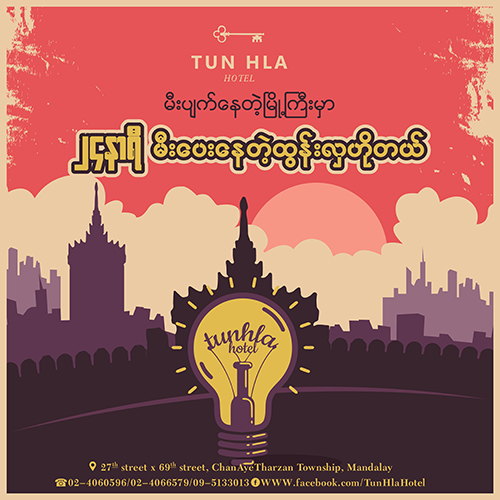 TUN HLA
HOTEL
မီးပျက်နေတဲ့မြို့ကြီးမှာ
၂၄နာရီ မီးပေးနေတဲ့ထွန်းလှဟိုတယ်
tunhla
hotel
27th street x 69th street, ChanAyeTharzan Township, Mandalay
☎02-4060596/02-4066579/09-5133013 WWW.facebook.com/TunHlaHotel